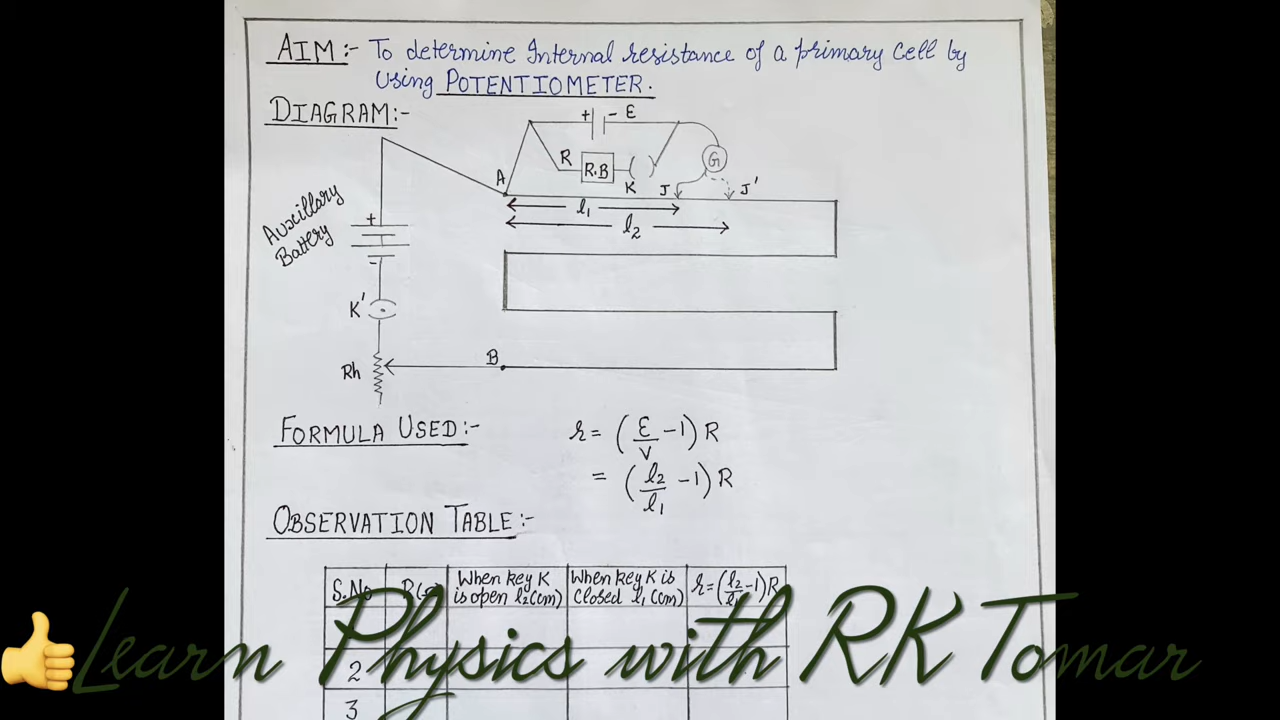 AIM:- To determine Internal resistance of a primary cell by
Using POTENTIOMETER.
DIAGRAM:-
+ - E
R R.B K G
A J J'
l₁
l₂
Auxcillary
Battery
+
-
K'
Rh
B
FORMULA USED:- r = (E/V - 1) R
= (l₂/l₁ - 1) R
OBSERVATION TABLE:-
S.No When key K is open l₂(cm) When key K is closed l₁(cm) r=(l₂/l₁-1)R
2
3
👍Learn Physics with RK Tomar